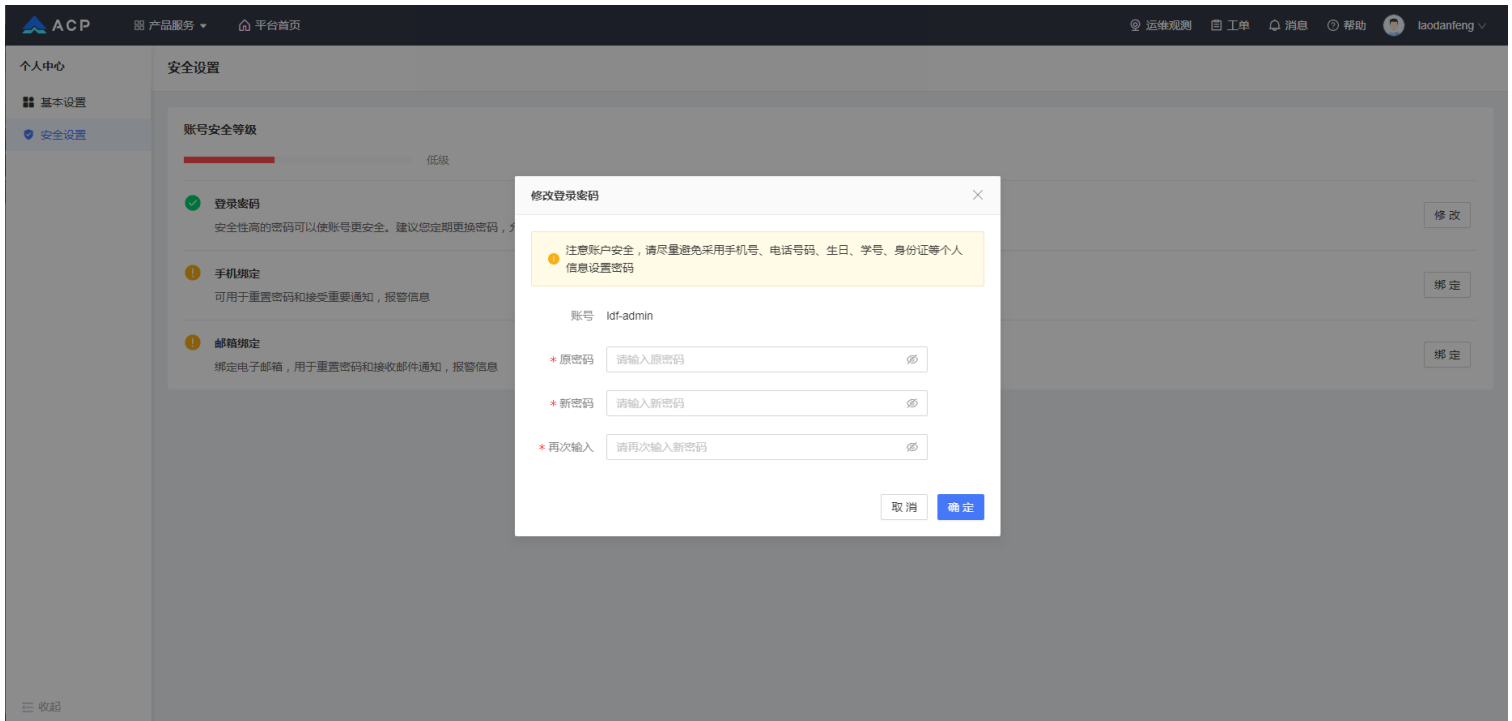 ACP 产品服务 平台首页 运维观测 工单 消息 帮助 laodanfeng
个人中心
基本设置
安全设置
收起
安全设置
账号安全等级
低级
登录密码
安全性高的密码可以使账号更安全。建议您定期更换密码，
修 改
手机绑定
可用于重置密码和接受重要通知，报警信息
绑 定
邮箱绑定
绑定电子邮箱，用于重置密码和接收邮件通知，报警信息
绑 定
修改登录密码
注意账户安全，请尽量避免采用手机号、电话号码、生日、学号、身份证等个人
信息设置密码
账号 ldf-admin
* 原密码 请输入原密码
* 新密码 请输入新密码
* 再次输入 请再次输入新密码
取 消 确 定